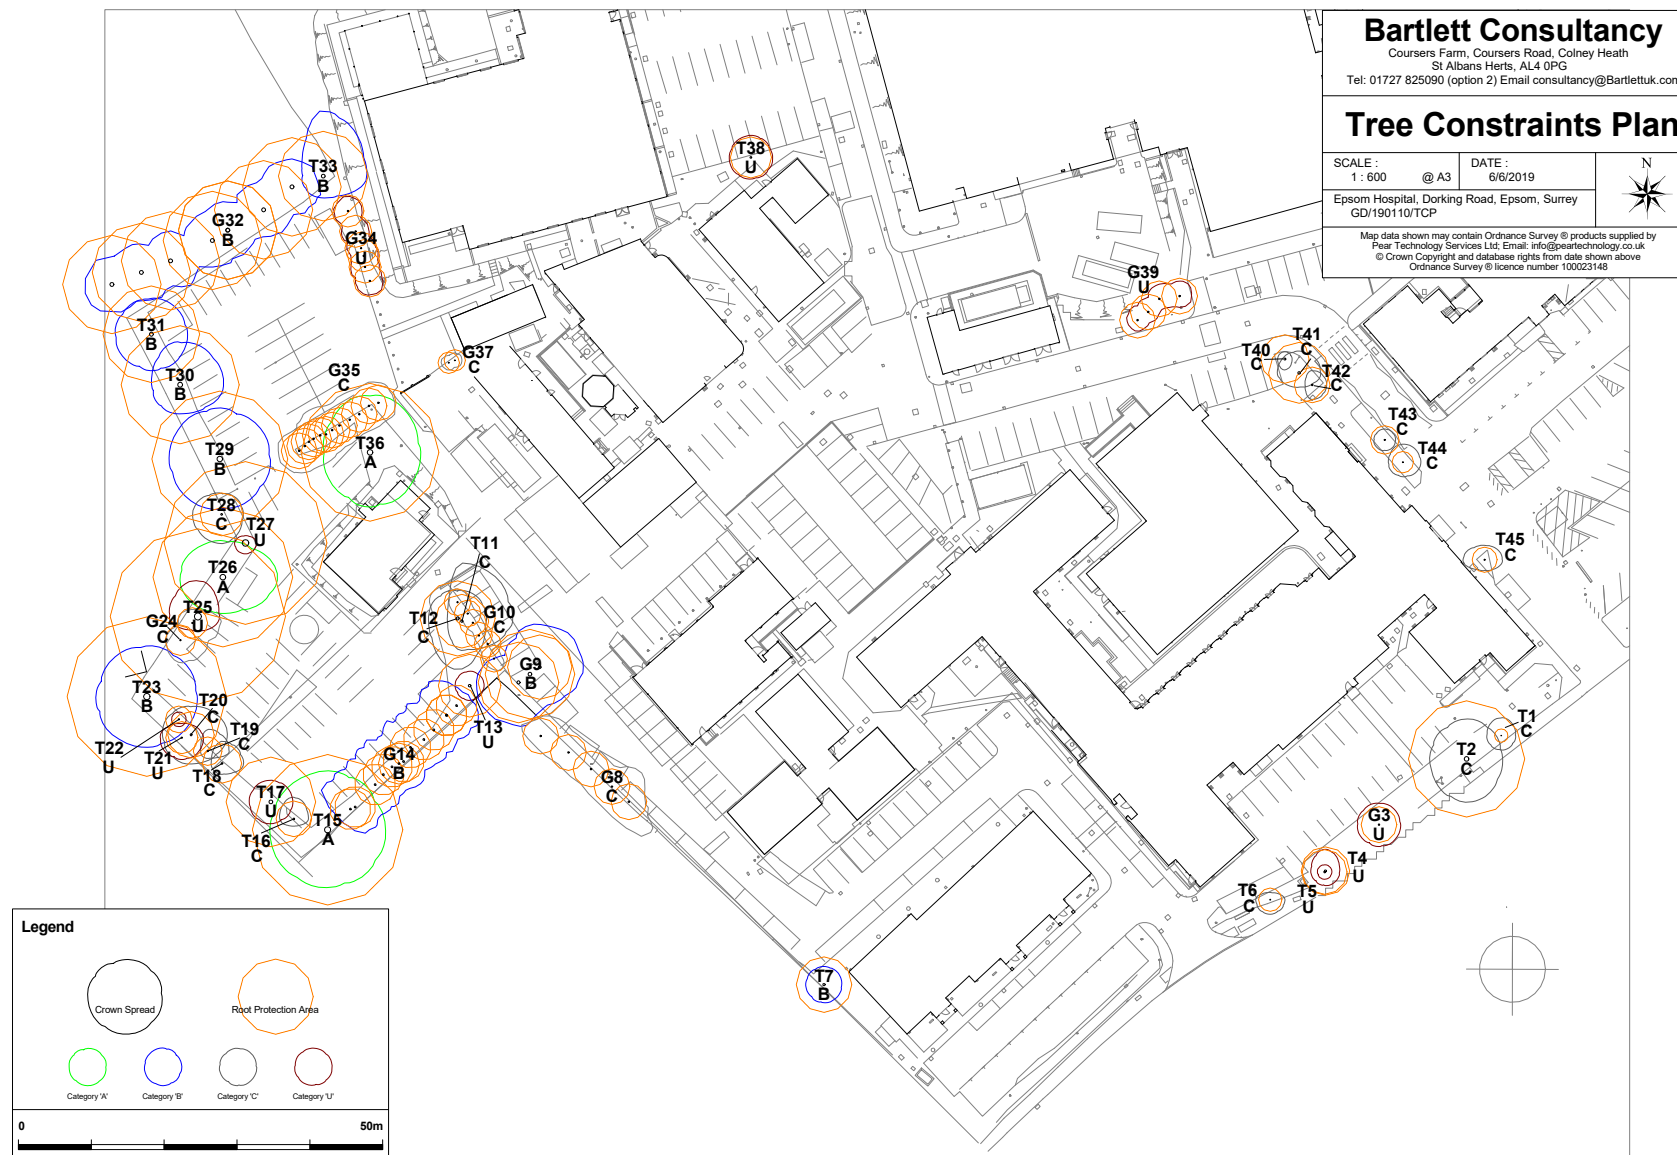 Bartlett Consultancy
Coursers Farm, Coursers Road, Colney Heath
St Albans Herts, AL4 0PG
Tel: 01727 825090 (option 2) Email consultancy@Bartlettuk.com
Tree Constraints Plan
SCALE :
1 : 600 @ A3
DATE :
6/6/2019
N
Epsom Hospital, Dorking Road, Epsom, Surrey
GD/190110/TCP
Map data shown may contain Ordnance Survey ® products supplied by
Pear Technology Services Ltd; Email: info@peartechnology.co.uk
© Crown Copyright and database rights from date shown above
Ordnance Survey ® licence number 100023148
T38
U
T33
B
G32
B
G34
U
G39
U
T31
B
T41
C
T40
C
T42
C
G37
C
G35
C
T30
B
T43
C
T44
C
T36
A
T29
B
T28
C
T27
U
T45
C
T11
C
T26
A
T25
U
G24
C
T12
C
G10
C
G9
B
T23
B
T20
C
T19
C
T13
U
T22
U
T21
U
T18
C
G14
B
G8
C
T1
C
T2
C
T17
U
T16
C
T15
A
G3
U
T4
U
T5
U
T6
C
T7
B
Legend
Crown Spread
Root Protection Area
Category 'A'
Category 'B'
Category 'C'
Category 'U'
0 50m